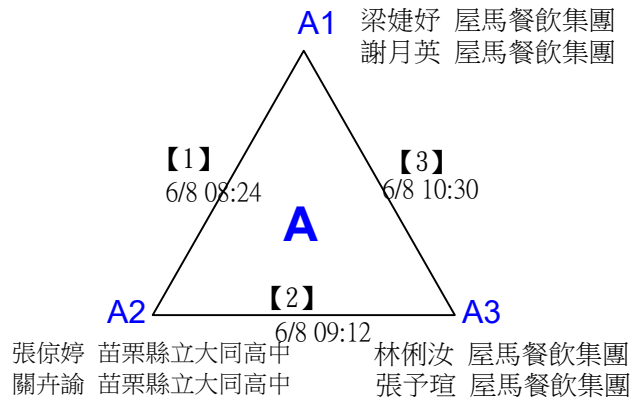 A1
梁婕妤 屋馬餐飲集團
謝月英 屋馬餐飲集團
【1】
6/8 08:24
【3】
6/8 10:30
A
A2
【2】
6/8 09:12
A3
張倞婷 苗栗縣立大同高中
關卉諭 苗栗縣立大同高中
林俐汝 屋馬餐飲集團
張予瑄 屋馬餐飲集團